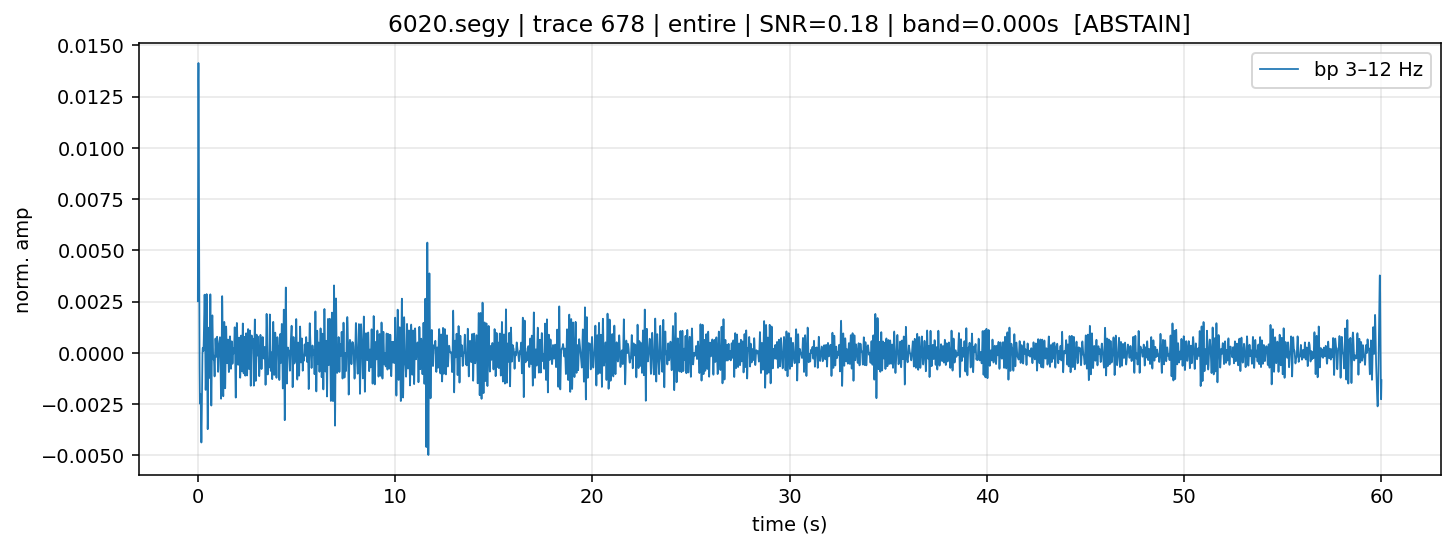 6020.segy | trace 678 | entire | SNR=0.18 | band=0.000s  [ABSTAIN]
bp 3–12 Hz
norm. amp
0.0150
0.0125
0.0100
0.0075
0.0050
0.0025
0.0000
−0.0025
−0.0050
0 10 20 30 40 50 60
time (s)